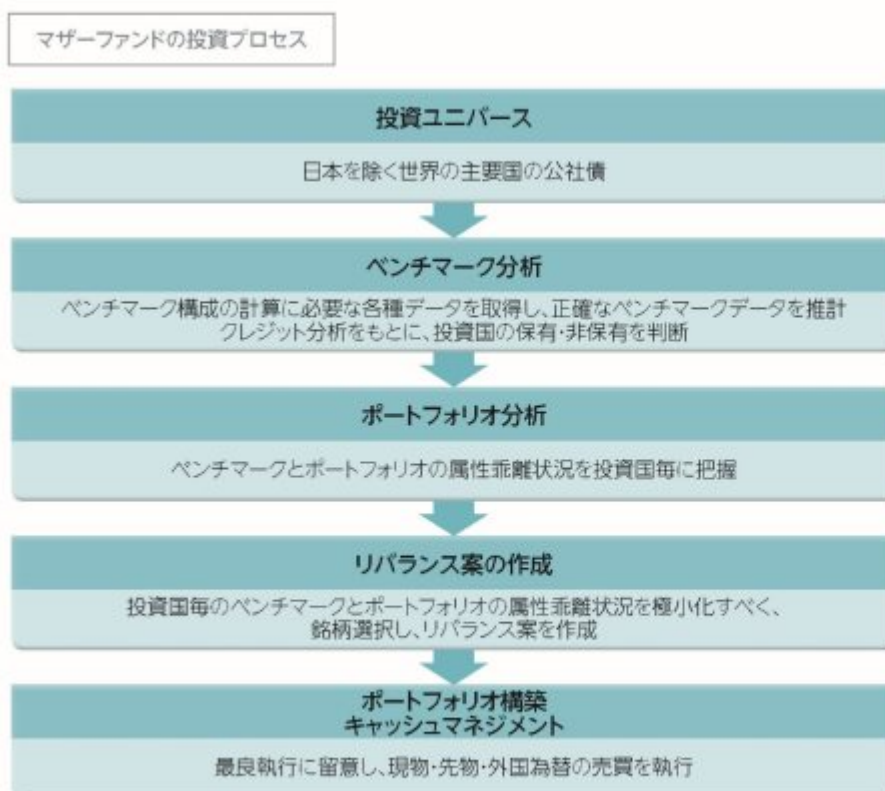 マザーファンドの投資プロセス
投資ユニバース
日本を除く世界の主要国の公社債
ベンチマーク分析
ベンチマーク構成の計算に必要な各種データを取得し、正確なベンチマークデータを推計
クレジット分析をもとに、投資国の保有・非保有を判断
ポートフォリオ分析
ベンチマークとポートフォリオの属性乖離状況を投資国毎に把握
リバランス案の作成
投資国毎のベンチマークとポートフォリオの属性乖離状況を極小化すべく、
銘柄選択し、リバランス案を作成
ポートフォリオ構築
キャッシュマネジメント
最良執行に留意し、現物・先物・外国為替の売買を執行